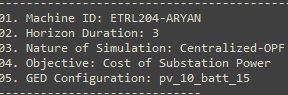 01. Machine ID: ETRL204-ARYAN
02. Horizon Duration: 3
03. Nature of Simulation: Centralized-OPF
04. Objective: Cost of Substation Power
05. GED Configuration: pv_10_batt_15